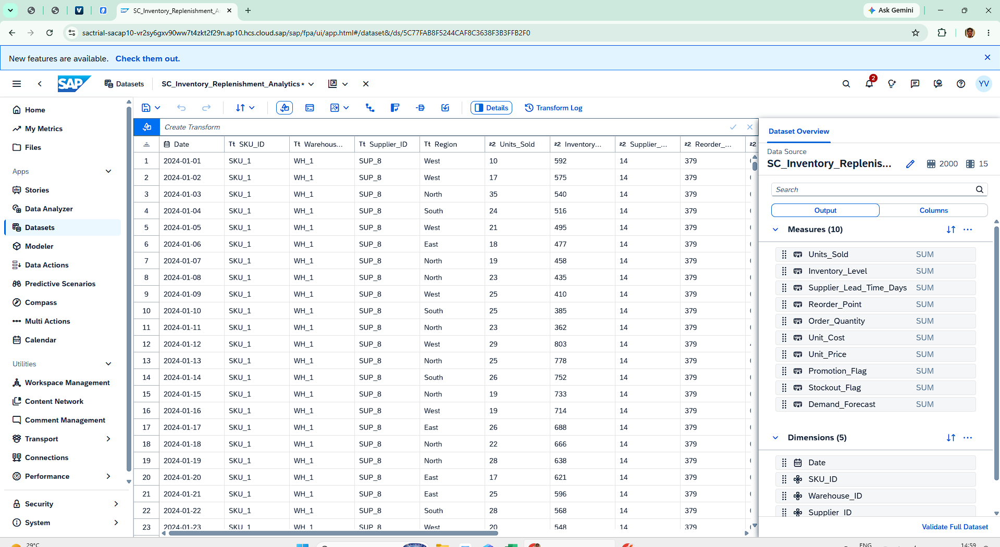 SC_Inventory_Replenishment_A
Ask Gemini
sactrial-sacap10-vr2sy6gxv90ww7t4zkt2f29n.ap10.hcs.cloud.sap/sap/fpa/ui/app.html#/dataset&/ds/5C77FAB8F5244CAF8C3638F3B3FFB2F0
New features are available. Check them out.
SAP Datasets SC_Inventory_Replenishment_Analytics * 2 YV
Home
My Metrics
Files
Apps
Stories
Data Analyzer
Datasets
Modeler
Data Actions
Predictive Scenarios
Compass
Multi Actions
Calendar
Utilities
Workspace Management
Content Network
Comment Management
Transport
Connections
Performance
Security
System
Details Transform Log
Create Transform
Date SKU_ID Warehous... Supplier_ID Region Units_Sold Inventory... Supplier_... Reorder_...
1 2024-01-01 SKU_1 WH_1 SUP_8 West 10 592 14 379
2 2024-01-02 SKU_1 WH_1 SUP_8 West 17 575 14 379
3 2024-01-03 SKU_1 WH_1 SUP_8 North 35 540 14 379
4 2024-01-04 SKU_1 WH_1 SUP_8 South 24 516 14 379
5 2024-01-05 SKU_1 WH_1 SUP_8 West 21 495 14 379
6 2024-01-06 SKU_1 WH_1 SUP_8 East 18 477 14 379
7 2024-01-07 SKU_1 WH_1 SUP_8 North 19 458 14 379
8 2024-01-08 SKU_1 WH_1 SUP_8 North 23 435 14 379
9 2024-01-09 SKU_1 WH_1 SUP_8 West 25 410 14 379
10 2024-01-10 SKU_1 WH_1 SUP_8 South 25 385 14 379
11 2024-01-11 SKU_1 WH_1 SUP_8 North 23 362 14 379
12 2024-01-12 SKU_1 WH_1 SUP_8 West 29 803 14 379
13 2024-01-13 SKU_1 WH_1 SUP_8 North 25 778 14 379
14 2024-01-14 SKU_1 WH_1 SUP_8 South 26 752 14 379
15 2024-01-15 SKU_1 WH_1 SUP_8 North 19 733 14 379
16 2024-01-16 SKU_1 WH_1 SUP_8 West 19 714 14 379
17 2024-01-17 SKU_1 WH_1 SUP_8 East 26 688 14 379
18 2024-01-18 SKU_1 WH_1 SUP_8 North 22 666 14 379
19 2024-01-19 SKU_1 WH_1 SUP_8 North 28 638 14 379
20 2024-01-20 SKU_1 WH_1 SUP_8 East 17 621 14 379
21 2024-01-21 SKU_1 WH_1 SUP_8 East 25 596 14 379
22 2024-01-22 SKU_1 WH_1 SUP_8 South 28 568 14 379
23 2024-01-23 SKU_1 WH_1 SUP_8 West 20 548 14 379
Dataset Overview
Data Source
SC_Inventory_Replenis... 2000 15
Search
Output Columns
Measures (10)
Units_Sold SUM
Inventory_Level SUM
Supplier_Lead_Time_Days SUM
Reorder_Point SUM
Order_Quantity SUM
Unit_Cost SUM
Unit_Price SUM
Promotion_Flag SUM
Stockout_Flag SUM
Demand_Forecast SUM
Dimensions (5)
Date
SKU_ID
Warehouse_ID
Supplier_ID
Validate Full Dataset
29°C
ENG
14:59